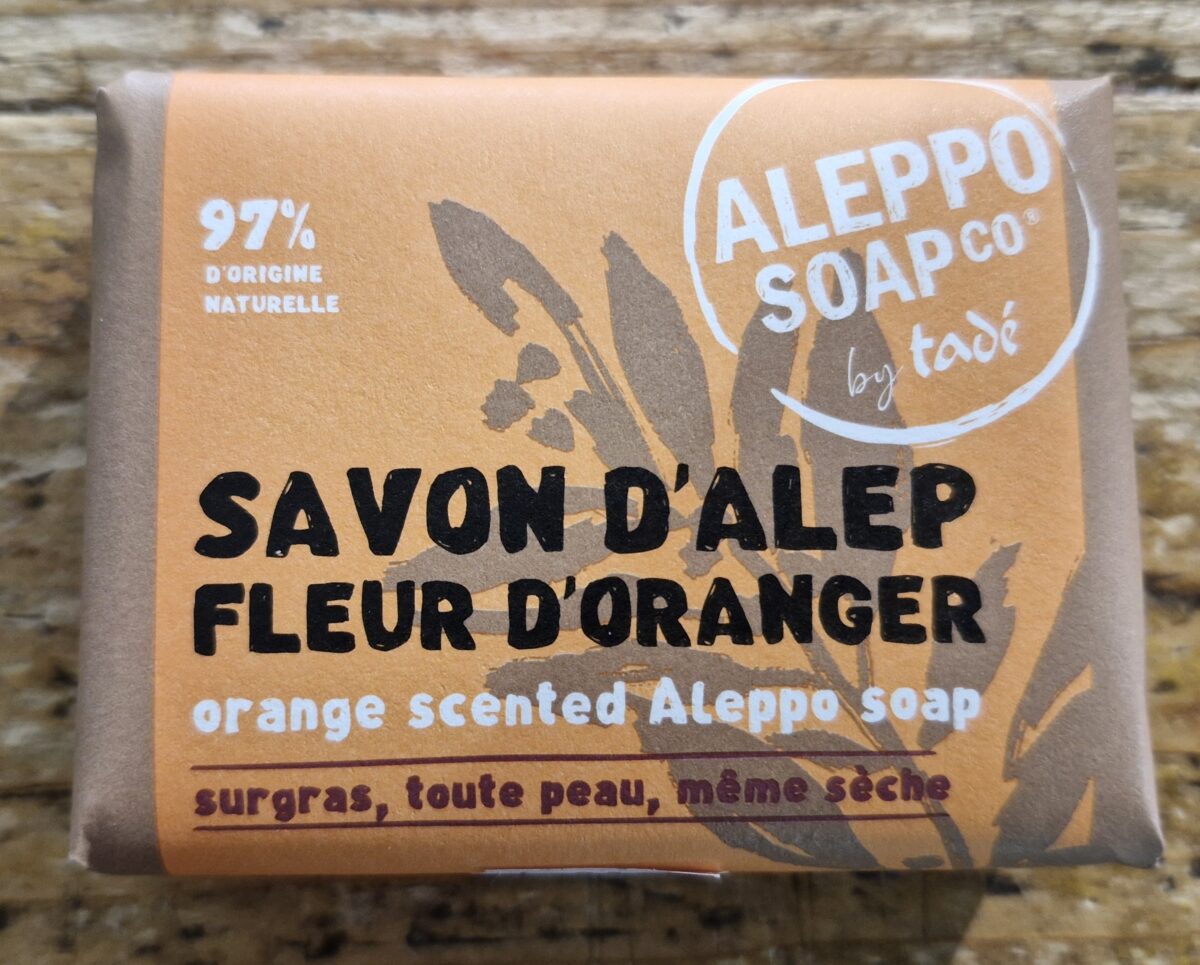 97%
D'ORIGINE
NATURELLE
ALEPPO
SOAP CO®
by tadé
SAVON D'ALEP
FLEUR D'ORANGER
orange scented Aleppo soap
surgras, toute peau, même sèche